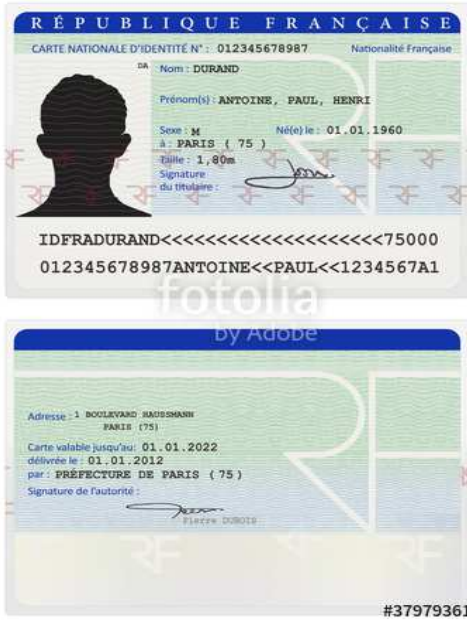 RÉPUBLIQUE FRANÇAISE
CARTE NATIONALE D'IDENTITÉ N° : 012345678987 Nationalité Française
DA
Nom : DURAND
Prénom(s) : ANTOINE, PAUL, HENRI
Sexe : M Né(e) le : 01.01.1960
à : PARIS ( 75 )
Taille : 1,80m
Signature
du titulaire :
RF
IDFRADURAND<<<<<<<<<<<<<<<<<<<<75000
012345678987ANTOINE<<PAUL<<1234567A1
fotolia
by Adobe
Adresse : 1 BOULEVARD HAUSSMANN
PARIS (75)
Carte valable jusqu'au: 01.01.2022
délivrée le : 01.01.2012
par : PRÉFECTURE DE PARIS ( 75 )
Signature de l'autorité :
Pierre DUBOIS
RF
#37979361